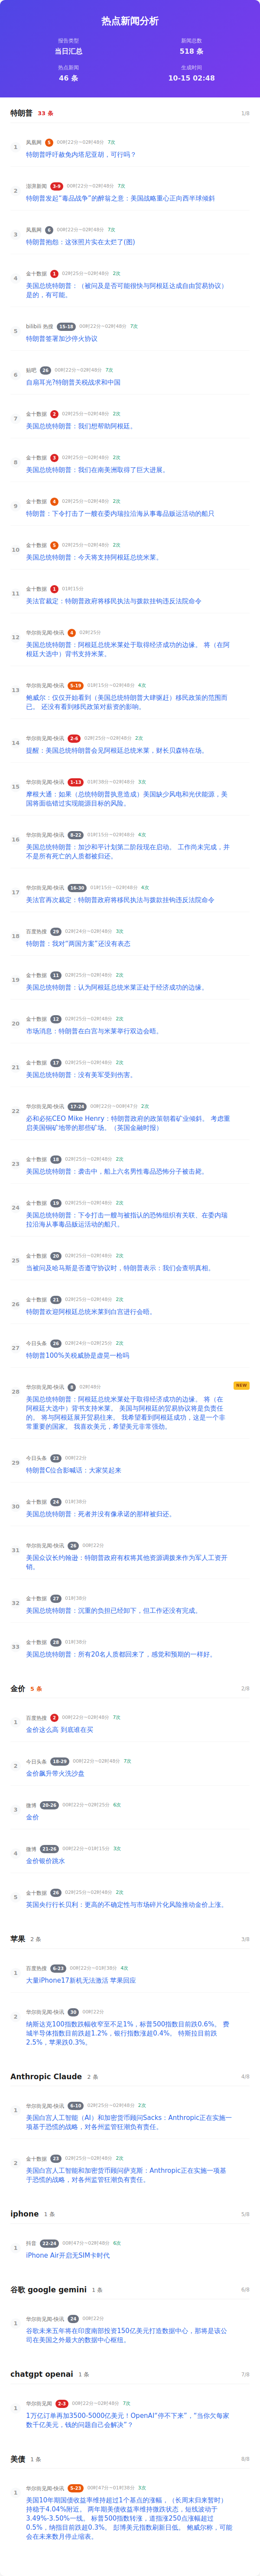 热点新闻分析
报告类型
当日汇总
新闻总数
518 条
热点新闻
46 条
生成时间
10-15 02:48
特朗普 33 条 1/8
1 凤凰网 5 00时22分~02时48分 7次
特朗普呼吁赦免内塔尼亚胡，可行吗？
2 澎湃新闻 3-9 00时22分~02时48分 7次
特朗普发起“毒品战争”的醉翁之意：美国战略重心正向西半球倾斜
3 凤凰网 6 00时22分~02时48分 7次
特朗普抱怨：这张照片实在太烂了(图)
4 金十数据 1 02时25分~02时48分 2次
美国总统特朗普：（被问及是否可能很快与阿根廷达成自由贸易协议）
是的，有可能。
5 bilibili 热搜 15-18 00时22分~02时48分 7次
特朗普签署加沙停火协议
6 贴吧 26 00时22分~02时48分 7次
自扇耳光?特朗普关税战求和中国
7 金十数据 2 02时25分~02时48分 2次
美国总统特朗普：我们想帮助阿根廷。
8 金十数据 3 02时25分~02时48分 2次
美国总统特朗普：我们在南美洲取得了巨大进展。
9 金十数据 4 02时25分~02时48分 2次
特朗普：下令打击了一艘在委内瑞拉沿海从事毒品贩运活动的船只
10 金十数据 5 02时25分~02时48分 2次
美国总统特朗普：今天将支持阿根廷总统米莱。
11 金十数据 1 01时15分
美法官裁定：特朗普政府将移民执法与拨款挂钩违反法院命令
12 华尔街见闻-快讯 4 02时25分
美国总统特朗普：阿根廷总统米莱于处取得经济成功的边缘。 将（在阿
根廷大选中）背书支持米莱。
13 华尔街见闻-快讯 5-19 01时15分~02时48分 4次
鲍威尔：仅仅开始看到（美国总统特朗普大肆驱赶）移民政策的范围而
已。 还没有看到移民政策对薪资的影响。
14 华尔街见闻-快讯 2-6 02时25分~02时48分 2次
提醒：美国总统特朗普会见阿根廷总统米莱，财长贝森特在场。
15 华尔街见闻-快讯 1-13 01时38分~02时48分 3次
摩根大通：如果（总统特朗普执意造成）美国缺少风电和光伏能源，美
国将面临错过实现能源目标的风险。
16 华尔街见闻-快讯 6-22 01时15分~02时48分 4次
美国总统特朗普：加沙和平计划第二阶段现在启动。 工作尚未完成，并
不是所有死亡的人质都被归还。
17 华尔街见闻-快讯 16-30 01时15分~02时48分 4次
美法官再次裁定：特朗普政府将移民执法与拨款挂钩违反法院命令
18 百度热搜 29 02时24分~02时48分 3次
特朗普：我对“两国方案”还没有表态
19 金十数据 11 02时25分~02时48分 2次
美国总统特朗普：认为阿根廷总统米莱正处于经济成功的边缘。
20 金十数据 12 02时25分~02时48分 2次
市场消息：特朗普在白宫与米莱举行双边会晤。
21 金十数据 17 02时25分~02时48分 2次
美国总统特朗普：没有美军受到伤害。
22 华尔街见闻-快讯 17-24 00时22分~00时47分 2次
必和必拓CEO Mike Henry：特朗普政府的政策朝着矿业倾斜。 考虑重
启美国铜矿地带的那些矿场。（英国金融时报）
23 金十数据 18 02时25分~02时48分 2次
美国总统特朗普：袭击中，船上六名男性毒品恐怖分子被击毙。
24 金十数据 19 02时25分~02时48分 2次
美国总统特朗普：下令打击一艘与被指认的恐怖组织有关联、在委内瑞
拉沿海从事毒品贩运活动的船只。
25 金十数据 20 02时25分~02时48分 2次
当被问及哈马斯是否遵守协议时，特朗普表示：我们会查明真相。
26 金十数据 21 02时25分~02时48分 2次
特朗普欢迎阿根廷总统米莱到白宫进行会晤。
27 今日头条 26 02时24分~02时25分 2次
特朗普100%关税威胁是虚晃一枪吗
28 华尔街见闻-快讯 8 02时48分 NEW
美国总统特朗普：阿根廷总统米莱于处取得经济成功的边缘。 将（在
阿根廷大选中）背书支持米莱。 美国与阿根廷的贸易协议将是负责任
的。 将与阿根廷展开贸易往来。 我希望看到阿根廷成功，这是一个非
常重要的国家。 我喜欢美元，希望美元非常强劲。
29 今日头条 23 00时22分
特朗普C位合影喊话：大家笑起来
30 金十数据 24 01时38分
美国总统特朗普：死者并没有像承诺的那样被归还。
31 华尔街见闻-快讯 26 00时22分
美国众议长约翰逊：特朗普政府有权将其他资源调拨来作为军人工资开
销。
32 金十数据 27 01时38分
美国总统特朗普：沉重的负担已经卸下，但工作还没有完成。
33 金十数据 28 01时38分
美国总统特朗普：所有20名人质都回来了，感觉和预期的一样好。
金价 5 条 2/8
1 百度热搜 2 00时22分~02时48分 7次
金价这么高 到底谁在买
2 今日头条 18-29 00时22分~02时48分 7次
金价飙升带火洗沙盘
3 微博 20-26 00时22分~02时25分 6次
金价
4 微博 21-26 00时22分~01时15分 3次
金价银价跳水
5 金十数据 26 02时25分~02时48分 2次
英国央行行长贝利：更高的不确定性与市场碎片化风险推动金价上涨。
苹果 2 条 3/8
1 百度热搜 6-23 00时22分~01时38分 4次
大量iPhone17新机无法激活 苹果回应
2 华尔街见闻-快讯 30 00时22分
纳斯达克100指数跌幅收窄至不足1%，标普500指数目前跌0.6%。 费
城半导体指数目前跌超1.2%，银行指数涨超0.4%。 特斯拉目前跌
2.5%，苹果跌0.3%。
Anthropic Claude 2 条 4/8
1 华尔街见闻-快讯 6-10 02时25分~02时48分 2次
美国白宫人工智能（AI）和加密货币顾问Sacks：Anthropic正在实施一
项基于恐慌的战略，对各州监管狂潮负有责任。
2 金十数据 23 02时25分~02时48分 2次
美国白宫人工智能和加密货币顾问萨克斯：Anthropic正在实施一项基
于恐慌的战略，对各州监管狂潮负有责任。
iphone 1 条 5/8
1 抖音 22-24 00时47分~02时48分 6次
iPhone Air开启无SIM卡时代
谷歌 google gemini 1 条 6/8
1 华尔街见闻-快讯 24 00时22分
谷歌未来五年将在印度南部投资150亿美元打造数据中心，那将是该公
司在美国之外最大的数据中心枢纽。
chatgpt openai 1 条 7/8
1 华尔街见闻 2-3 00时22分~02时48分 7次
1万亿订单再加3500-5000亿美元！OpenAI“停不下来”，“当你欠每家
数千亿美元，钱的问题自己会解决”？
美债 1 条 8/8
1 华尔街见闻-快讯 5-23 00时47分~01时38分 3次
美国10年期国债收益率维持超过1个基点的涨幅，（长周末归来暂时）
持稳于4.04%附近。 两年期美债收益率维持微跌状态，短线波动于
3.49%-3.50%一线。 标普500指数转涨，道指涨250点涨幅超过
0.5%，纳指目前跌超0.3%。 彭博美元指数刷新日低。 鲍威尔称，可能
会在未来数月停止缩表。